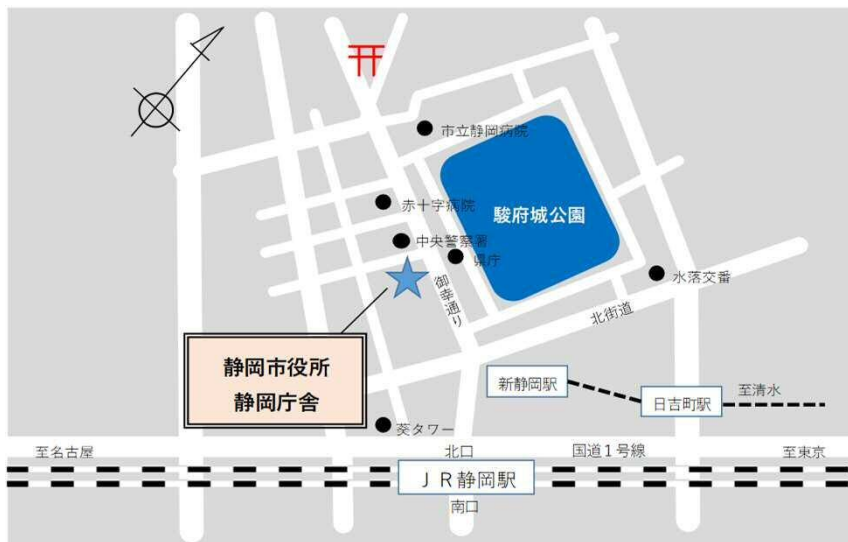 市立静岡病院
赤十字病院
駿府城公園
中央警察署
県庁
水落交番
御幸通り
北街道
静岡市役所
静岡庁舎
新静岡駅
日吉町駅
至清水
葵タワー
至名古屋
北口
国道1号線
至東京
JR静岡駅
南口